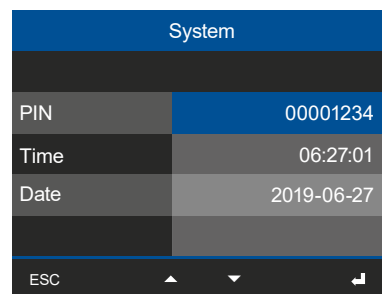 System
PIN 00001234
Time 06:27:01
Date 2019-06-27
ESC